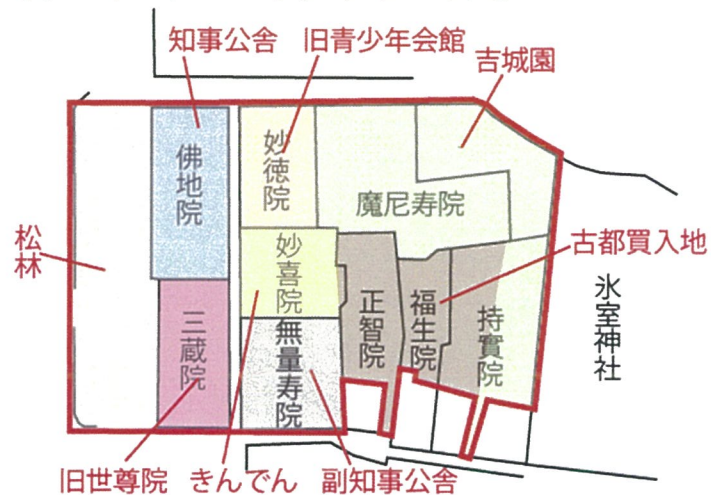 知事公舎
旧青少年会館
吉城園
佛地院
妙徳院
魔尼寿院
松林
妙喜院
古都買入地
三蔵院
無量寿院
正智院
福生院
持實院
氷室神社
旧世尊院
きんでん
副知事公舎